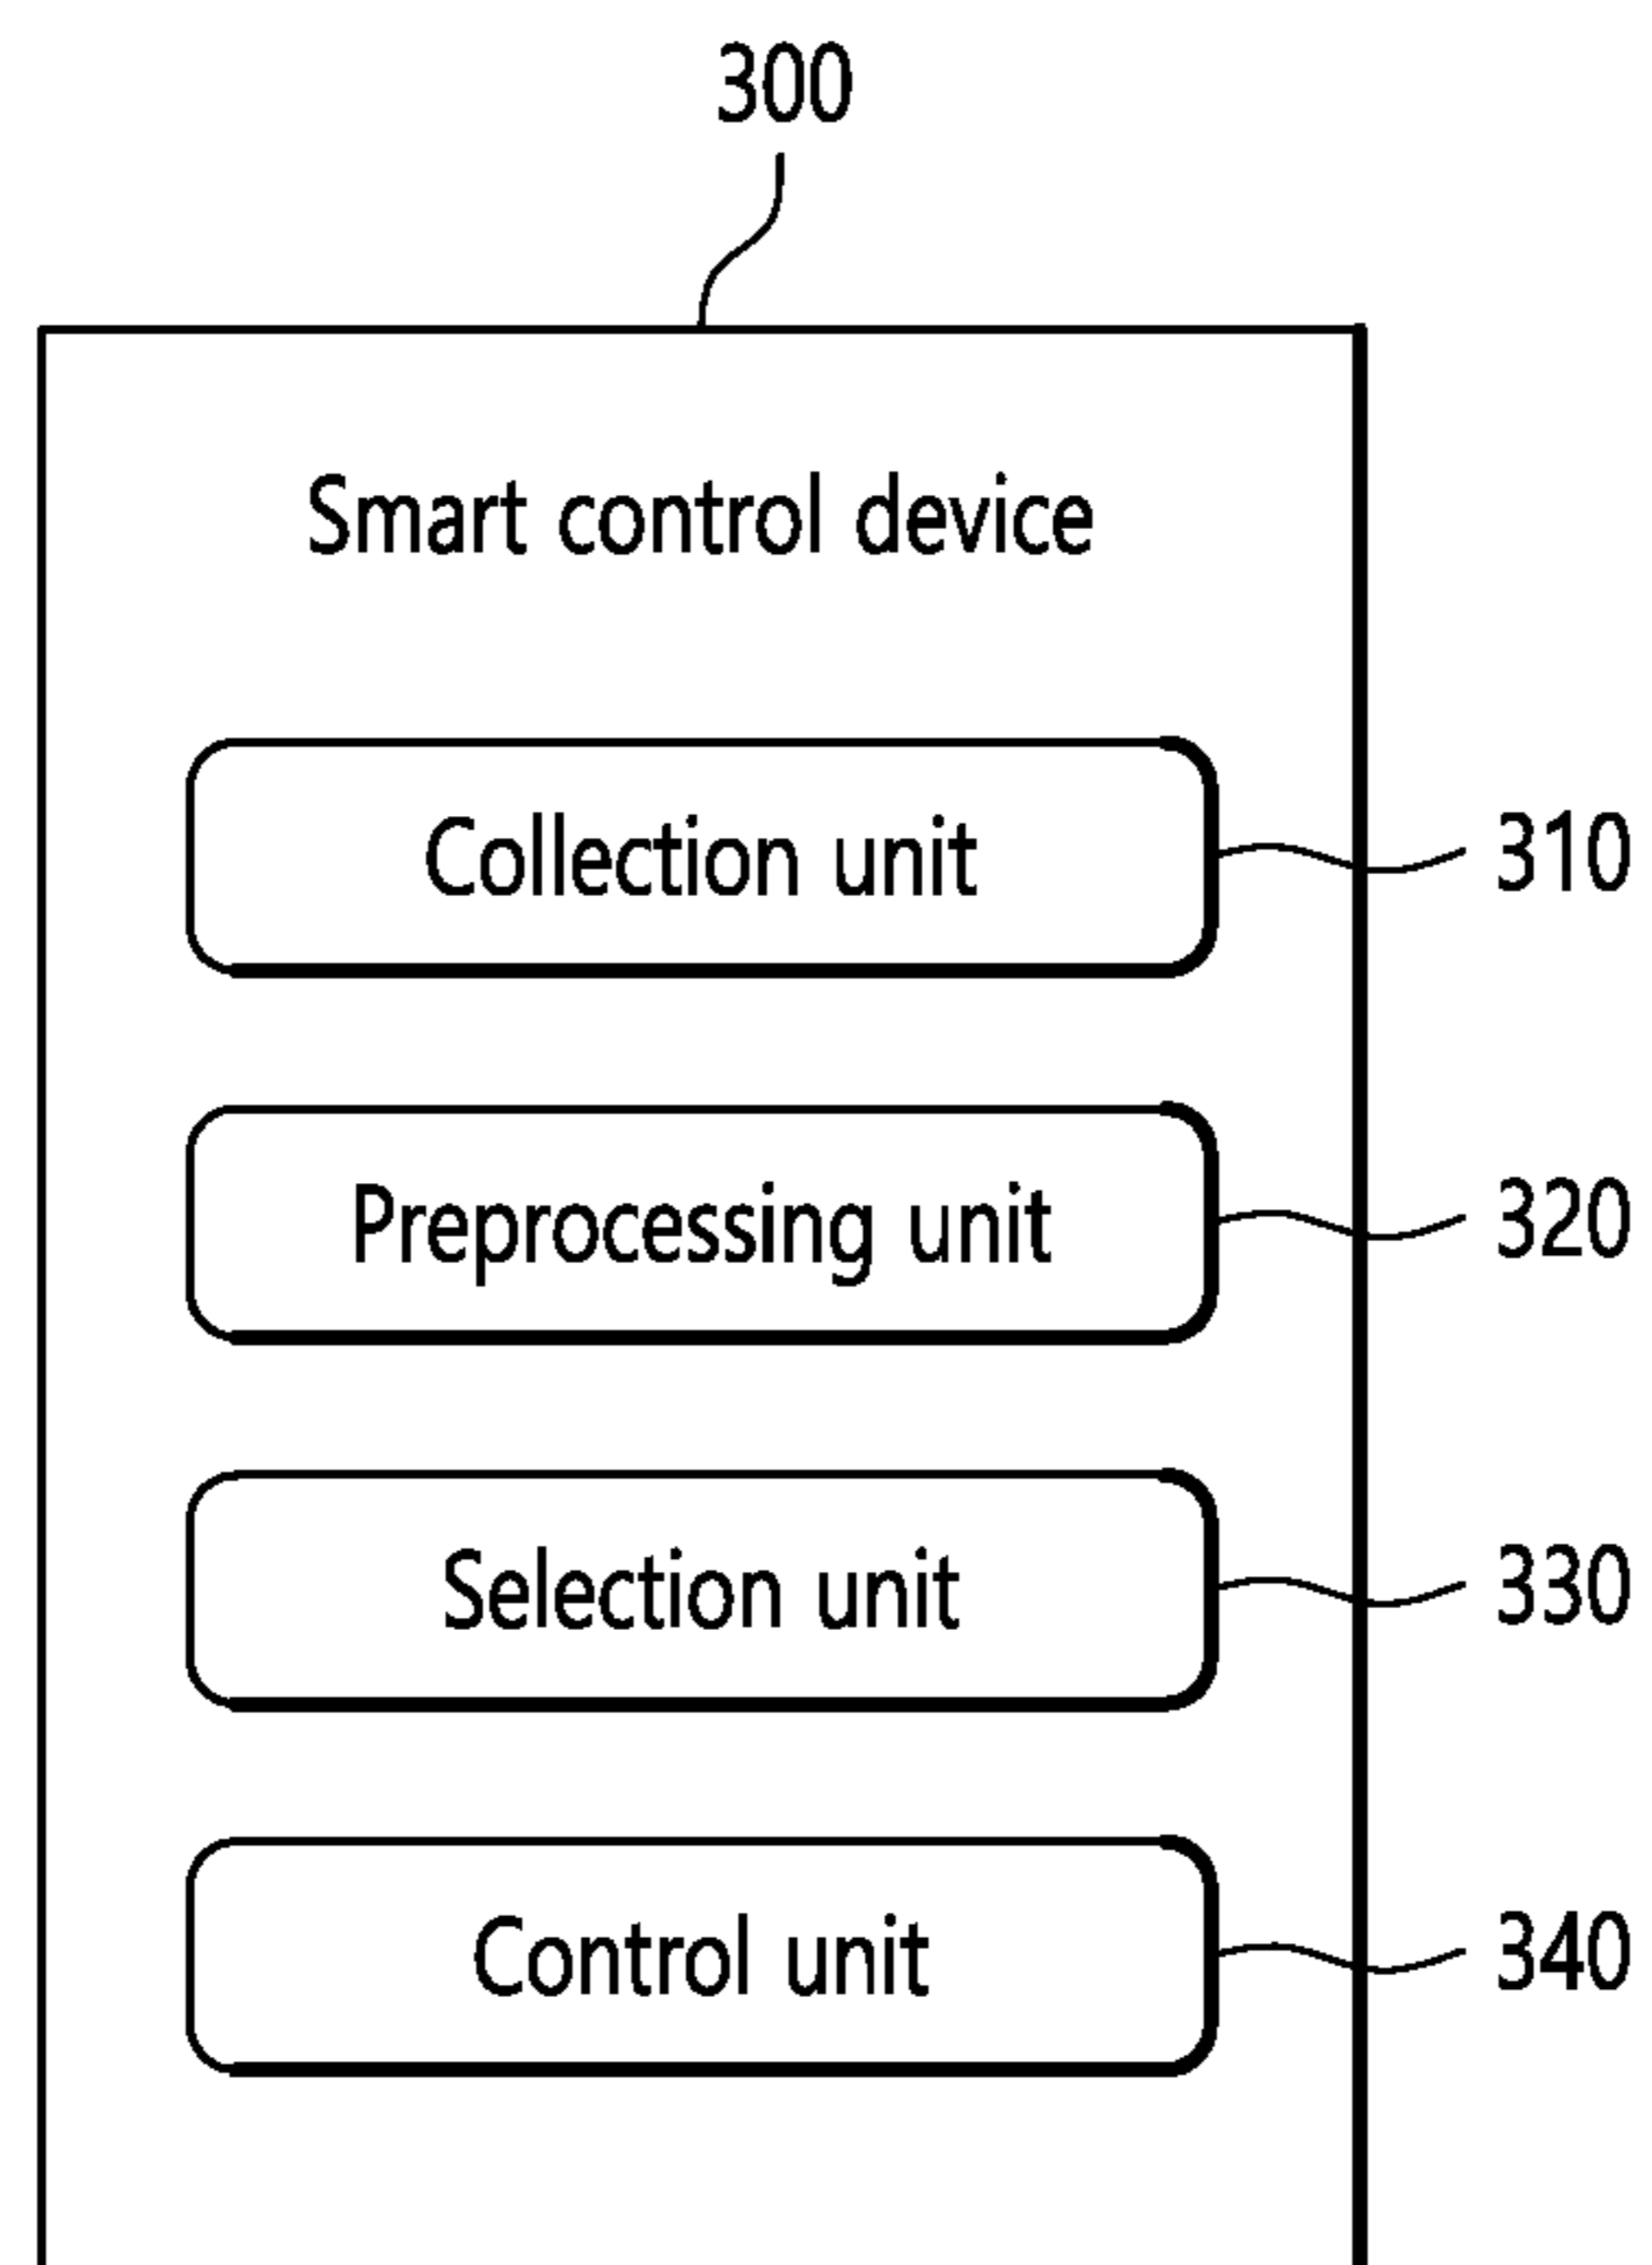 300
Smart control device
Collection unit
310
Preprocessing unit
320
Selection unit
330
Control unit
340